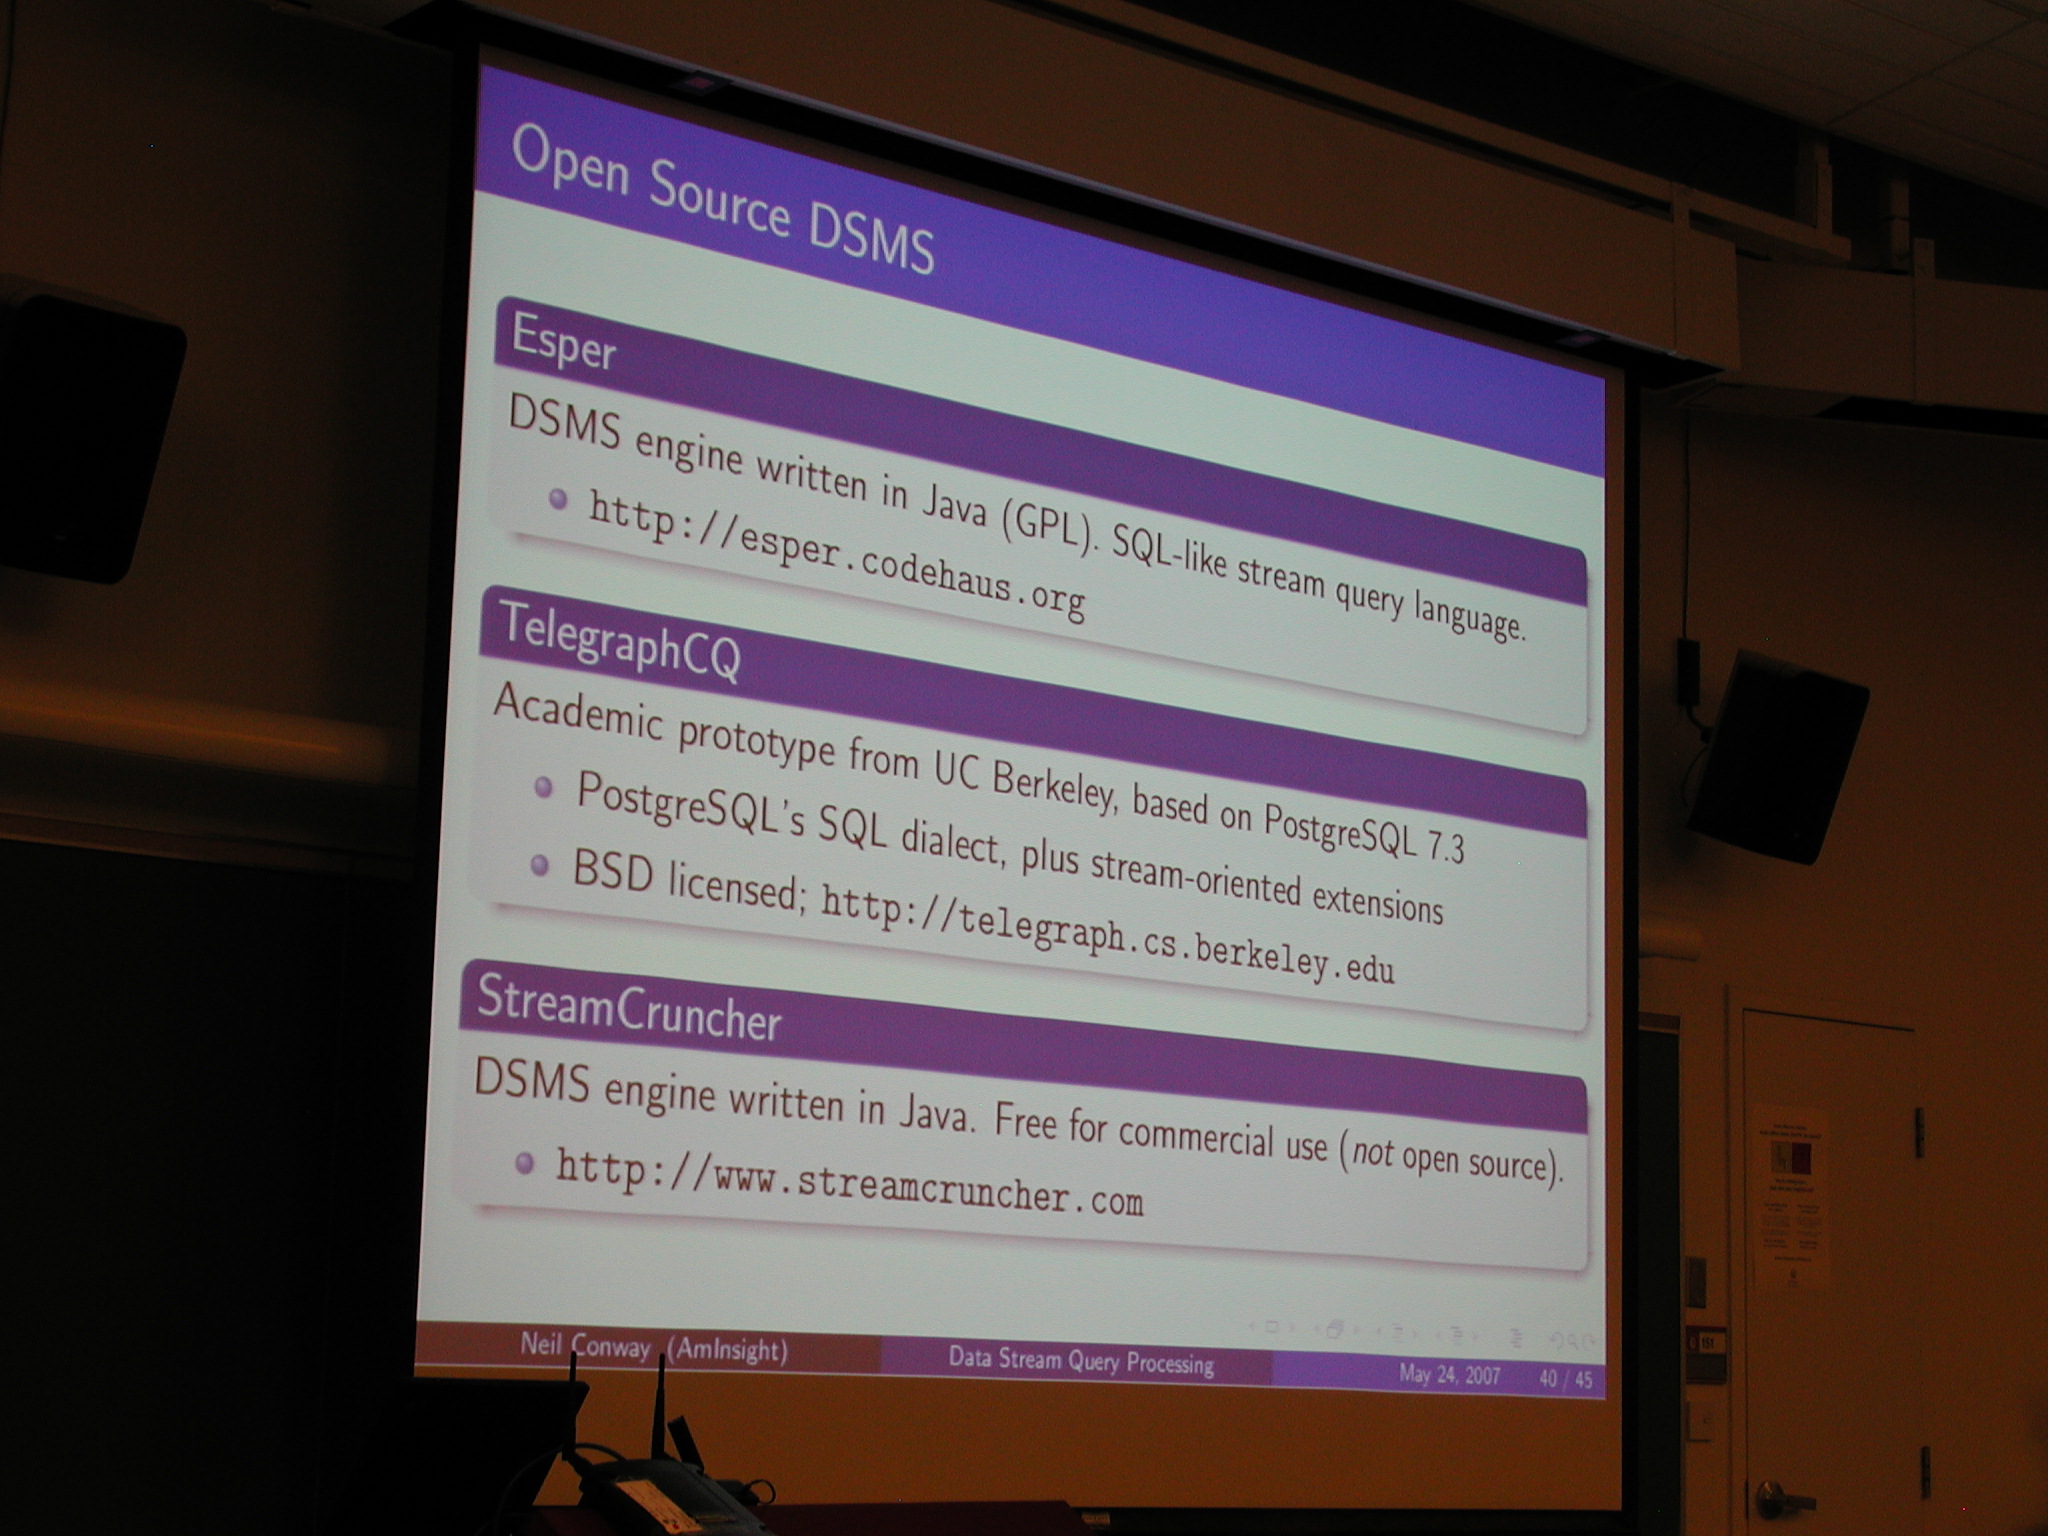 Open Source DSMS
Esper
DSMS engine written in Java (GPL). SQL-like stream query language.
http://esper.codehaus.org
TelegraphCQ
Academic prototype from UC Berkeley, based on PostgreSQL 7.3
PostgreSQL's SQL dialect, plus stream-oriented extensions
BSD licensed; http://telegraph.cs.berkeley.edu
StreamCruncher
DSMS engine written in Java. Free for commercial use (not open source).
http://www.streamcruncher.com
Neil Conway (AmInsight)
Data Stream Query Processing
May 24, 2007
40 / 45
151